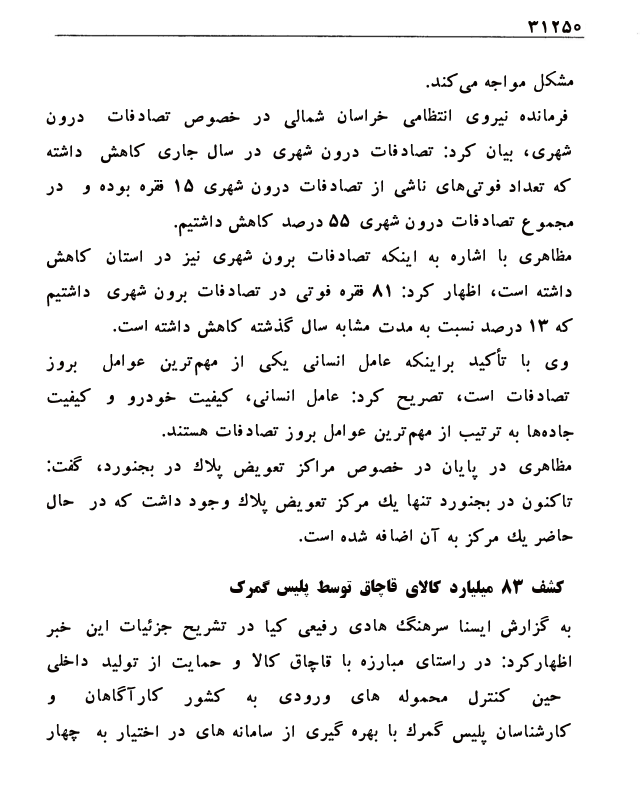 ۳۱۲۵۰
مشکل مواجه می‌کند.
فرمانده نیروی انتظامی خراسان شمالی در خصوص تصادفات درون
شهری، بیان کرد: تصادفات درون شهری در سال جاری کاهش داشته
که تعداد فوتی‌های ناشی از تصادفات درون شهری ۱۵ فقره بوده و در
مجموع تصادفات درون شهری ۵۵ درصد کاهش داشتیم.
مظاهری با اشاره به اینکه تصادفات برون شهری نیز در استان کاهش
داشته است، اظهار کرد: ۸۱ فقره فوتی در تصادفات برون شهری داشتیم
که ۱۳ درصد نسبت به مدت مشابه سال گذشته کاهش داشته است.
وی با تأکید براینکه عامل انسانی یکی از مهم‌ترین عوامل بروز
تصادفات است، تصریح کرد: عامل انسانی، کیفیت خودرو و کیفیت
جاده‌ها به ترتیب از مهم‌ترین عوامل بروز تصادفات هستند.
مظاهری در پایان در خصوص مراکز تعویض پلاک در بجنورد، گفت:
تاکنون در بجنورد تنها یک مرکز تعویض پلاک وجود داشت که در حال
حاضر یک مرکز به آن اضافه شده است.
کشف ۸۳ میلیارد کالای قاچاق توسط پلیس گمرک
به گزارش ایسنا سرهنگ هادی رفیعی کیا در تشریح جزئیات این خبر
اظهارکرد: در راستای مبارزه با قاچاق کالا و حمایت از تولید داخلی
حین کنترل محموله های ورودی به کشور کارآگاهان و
کارشناسان پلیس گمرک با بهره گیری از سامانه های در اختیار به چهار